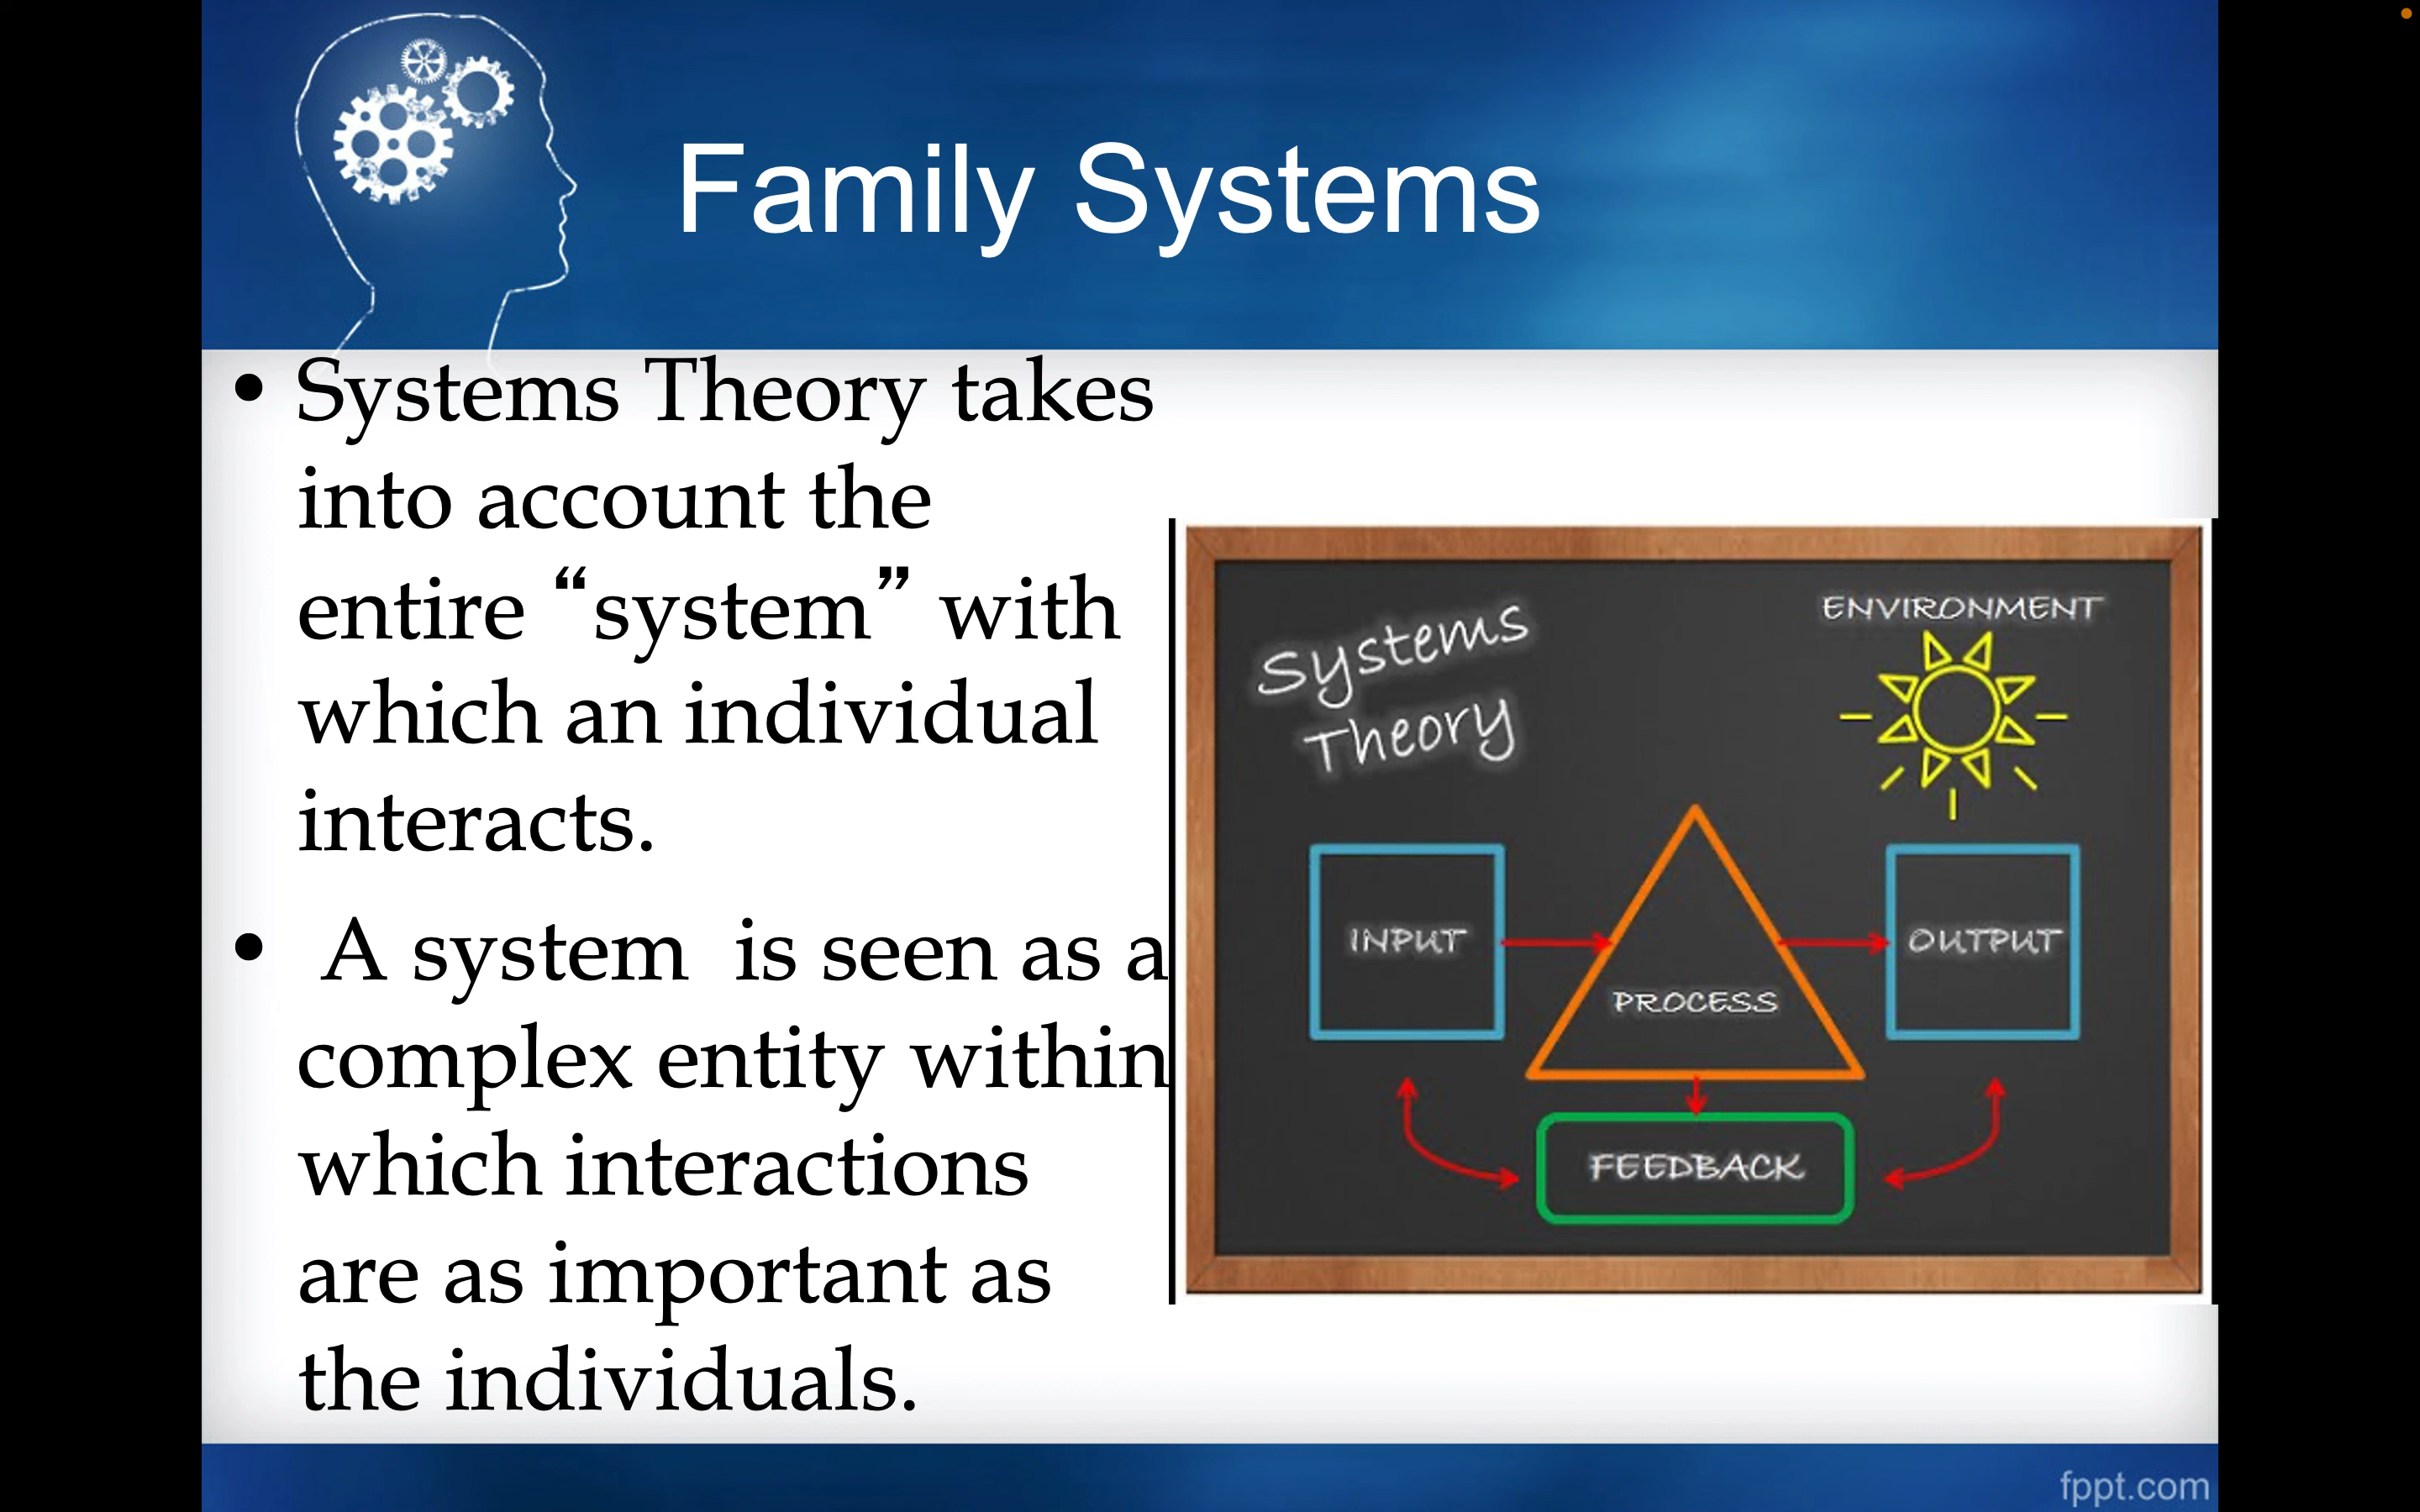 Family Systems
• Systems Theory takes
into account the
entire “system” with
which an individual
interacts.
• A system  is seen as a
complex entity within
which interactions
are as important as
the individuals.
Systems
Theory
ENVIRONMENT
INPUT
PROCESS
OUTPUT
FEEDBACK
fppt.com